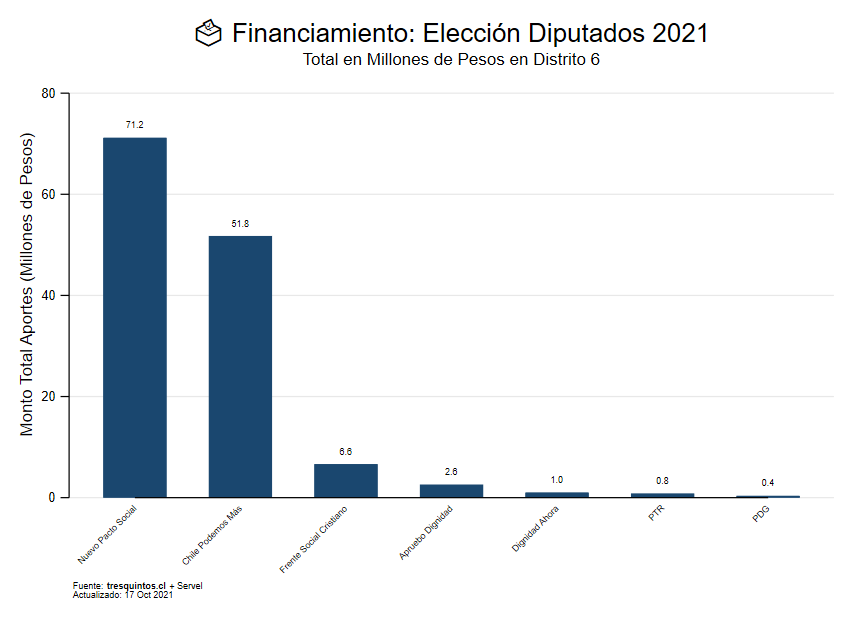 Financiamiento: Elección Diputados 2021
Total en Millones de Pesos en Distrito 6
Monto Total Aportes (Millones de Pesos)
80
60
40
20
0
71.2
51.8
6.6
2.6
1.0
0.8
0.4
Nuevo Pacto Social
Chile Podemos Más
Frente Social Cristiano
Apruebo Dignidad
Dignidad Ahora
PTR
PDG
Fuente: tresquintos.cl + Servel
Actualizado: 17 Oct 2021